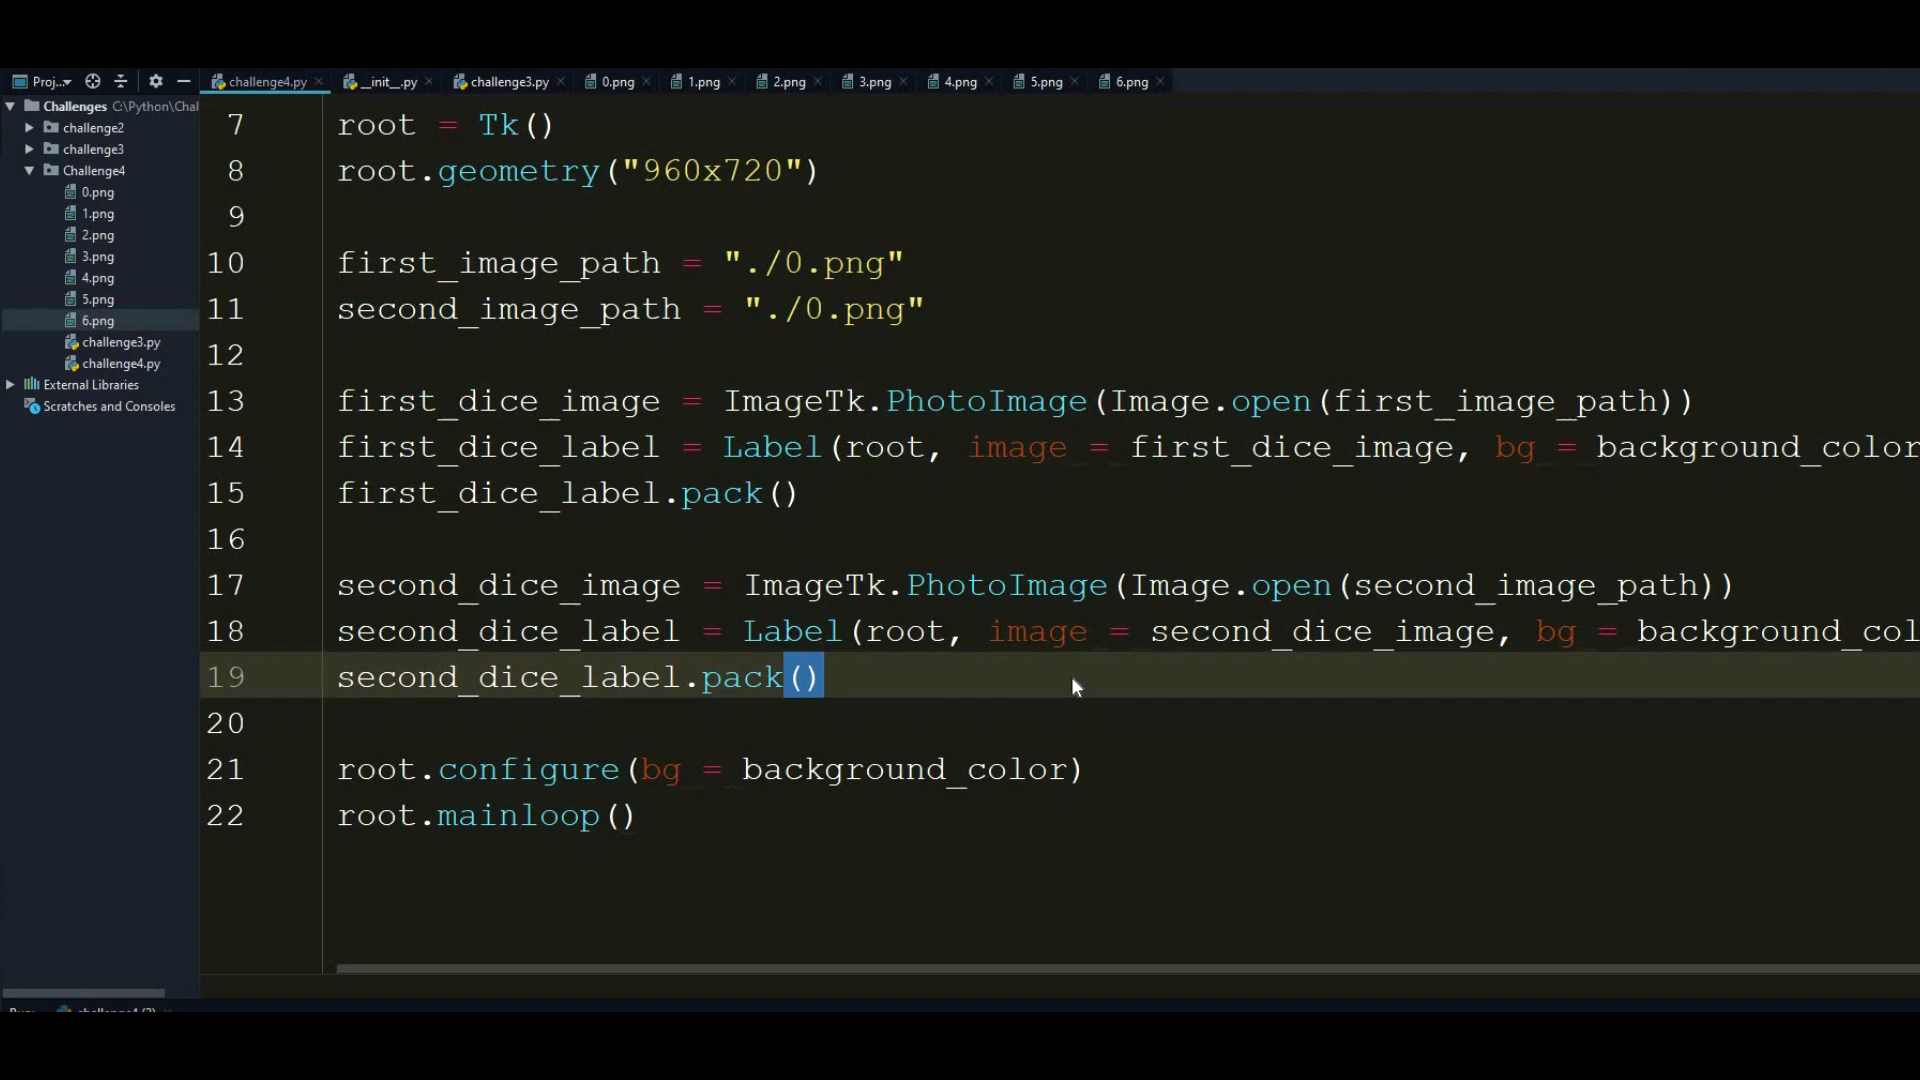 Proj...
challenge4.py
__init__.py
challenge3.py
0.png
1.png
2.png
3.png
4.png
5.png
6.png
Challenges C:\Python\Chal
challenge2
challenge3
Challenge4
0.png
1.png
2.png
3.png
4.png
5.png
6.png
challenge3.py
challenge4.py
External Libraries
Scratches and Consoles
7 root = Tk()
8 root.geometry("960x720")
9
10 first_image_path = "./0.png"
11 second_image_path = "./0.png"
12
13 first_dice_image = ImageTk.PhotoImage(Image.open(first_image_path))
14 first_dice_label = Label(root, image = first_dice_image, bg = background_color
15 first_dice_label.pack()
16
17 second_dice_image = ImageTk.PhotoImage(Image.open(second_image_path))
18 second_dice_label = Label(root, image = second_dice_image, bg = background_col
19 second_dice_label.pack()
20
21 root.configure(bg = background_color)
22 root.mainloop()